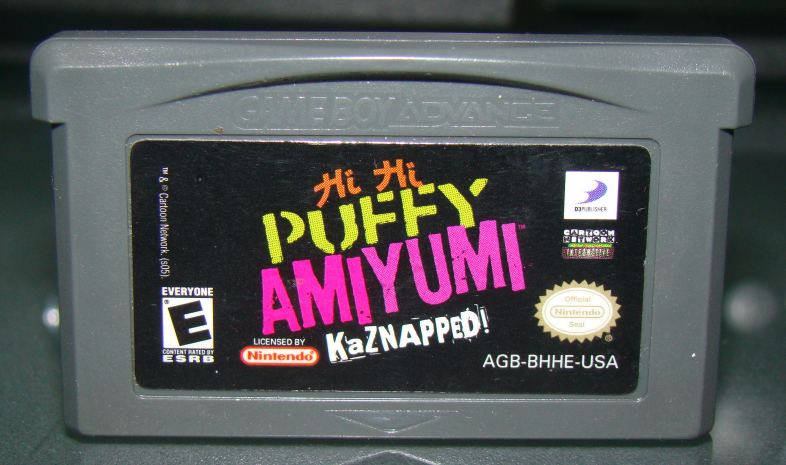 GAME BOY ADVANCE
™ & © Cartoon Network. (s05).
Hi Hi
PUFFY
AMIYUMI™
KaZNAPPED!
EVERYONE
E
CONTENT RATED BY
ESRB
LICENSED BY
Nintendo®
D3PUBLISHER
CARTOON
NETWORK
INTERACTIVE
Official
Nintendo
Seal
®
AGB-BHHE-USA